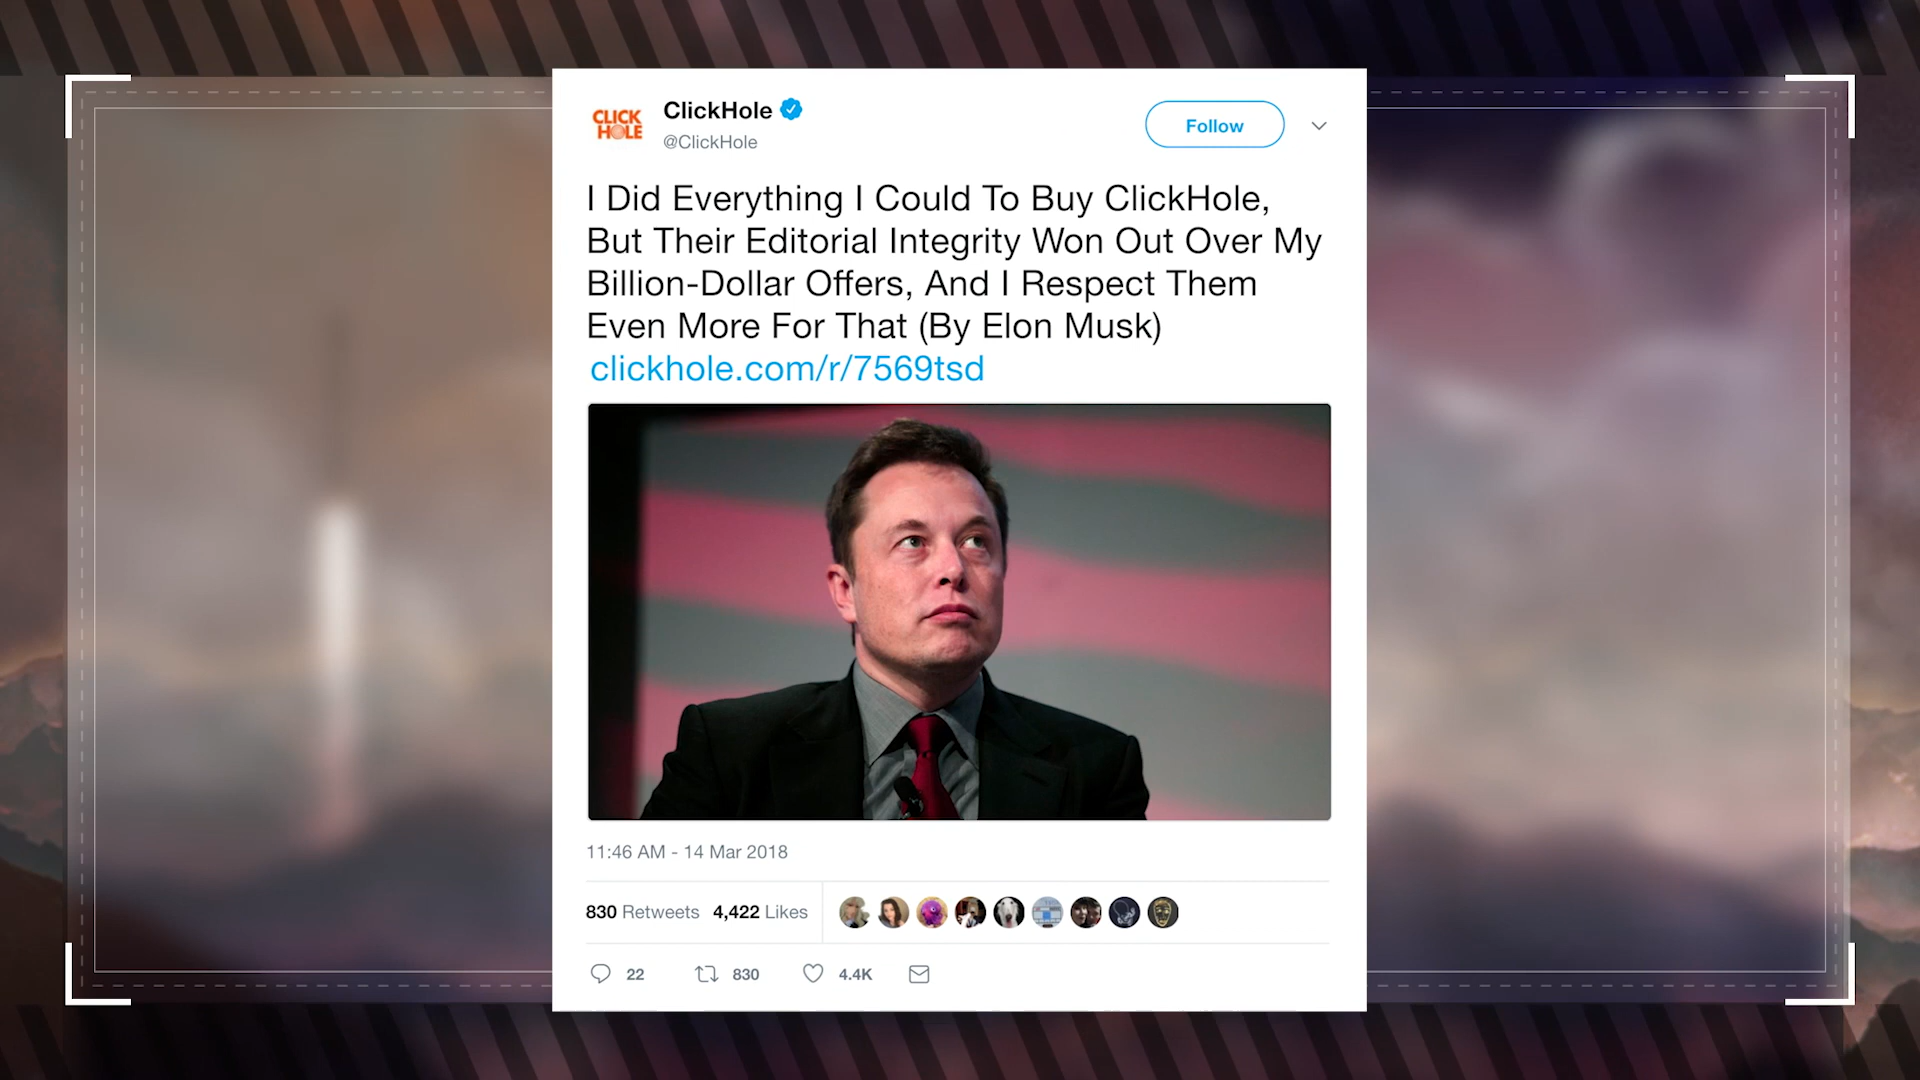 CLICK
HOLE
ClickHole
@ClickHole
Follow
I Did Everything I Could To Buy ClickHole,
But Their Editorial Integrity Won Out Over My
Billion-Dollar Offers, And I Respect Them
Even More For That (By Elon Musk)
clickhole.com/r/7569tsd
11:46 AM - 14 Mar 2018
830 Retweets 4,422 Likes
22 830 4.4K